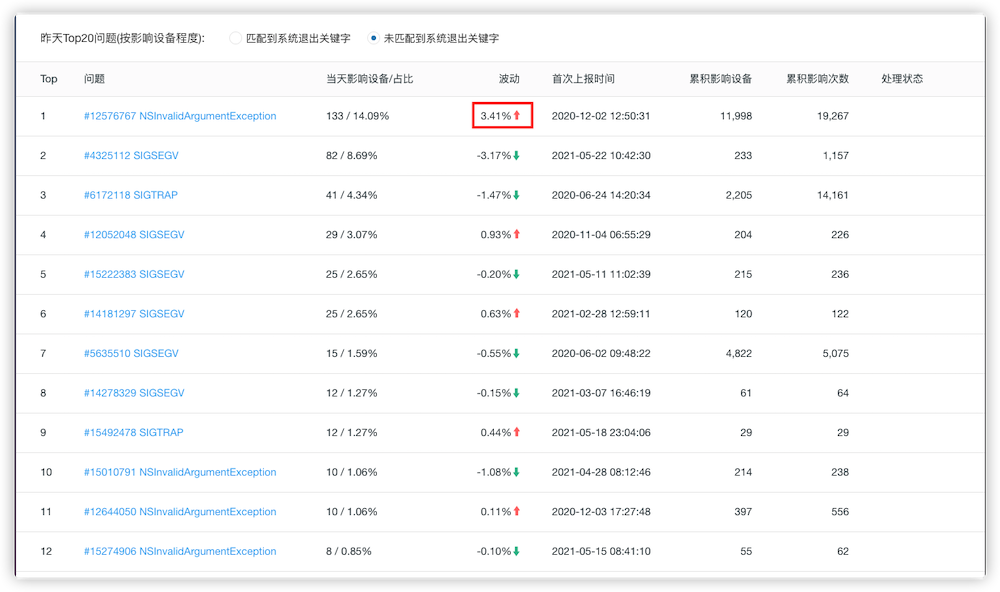 昨天Top20问题(按影响设备程度): 匹配到系统退出关键字 未匹配到系统退出关键字
Top 问题 当天影响设备/占比 波动 首次上报时间 累积影响设备 累积影响次数 处理状态
1 #12576767 NSInvalidArgumentException 133 / 14.09% 3.41% 2020-12-02 12:50:31 11,998 19,267
2 #4325112 SIGSEGV 82 / 8.69% -3.17% 2021-05-22 10:42:30 233 1,157
3 #6172118 SIGTRAP 41 / 4.34% -1.47% 2020-06-24 14:20:34 2,205 14,161
4 #12052048 SIGSEGV 29 / 3.07% 0.93% 2020-11-04 06:55:29 204 226
5 #15222383 SIGSEGV 25 / 2.65% -0.20% 2021-05-11 11:02:39 215 236
6 #14181297 SIGSEGV 25 / 2.65% 0.63% 2021-02-28 12:59:11 120 122
7 #5635510 SIGSEGV 15 / 1.59% -0.55% 2020-06-02 09:48:22 4,822 5,075
8 #14278329 SIGSEGV 12 / 1.27% -0.15% 2021-03-07 16:46:19 61 64
9 #15492478 SIGTRAP 12 / 1.27% 0.44% 2021-05-18 23:04:06 29 29
10 #15010791 NSInvalidArgumentException 10 / 1.06% -1.08% 2021-04-28 08:12:46 214 238
11 #12644050 NSInvalidArgumentException 10 / 1.06% 0.11% 2020-12-03 17:27:48 397 556
12 #15274906 NSInvalidArgumentException 8 / 0.85% -0.10% 2021-05-15 08:41:10 55 62